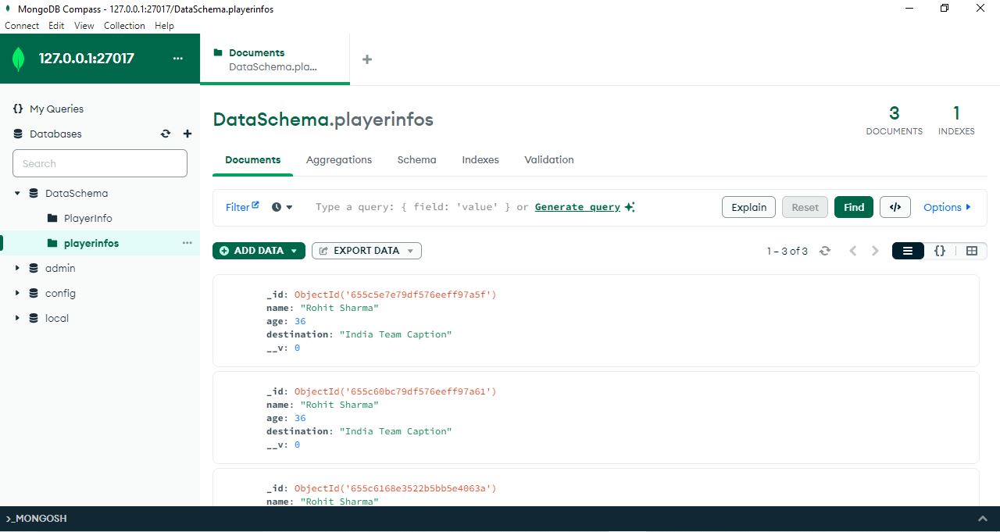 MongoDB Compass - 127.0.0.1:27017/DataSchema.playerinfos
Connect Edit View Collection Help
127.0.0.1:27017 ...
Documents
DataSchema.pla...
{} My Queries
Databases
Search
DataSchema
PlayerInfo
playerinfos ...
admin
config
local
DataSchema.playerinfos
3
DOCUMENTS
1
INDEXES
Documents Aggregations Schema Indexes Validation
Filter Type a query: { field: 'value' } or Generate query Explain Reset Find </> Options
ADD DATA EXPORT DATA 1 – 3 of 3 {}
_id: ObjectId('655c5e7e79df576eeff97a5f')
name: "Rohit Sharma"
age: 36
destination: "India Team Caption"
__v: 0
_id: ObjectId('655c60bc79df576eeff97a61')
name: "Rohit Sharma"
age: 36
destination: "India Team Caption"
__v: 0
_id: ObjectId('655c6168e3522b5bb5e4063a')
name: "Rohit Sharma"
>_MONGOSH